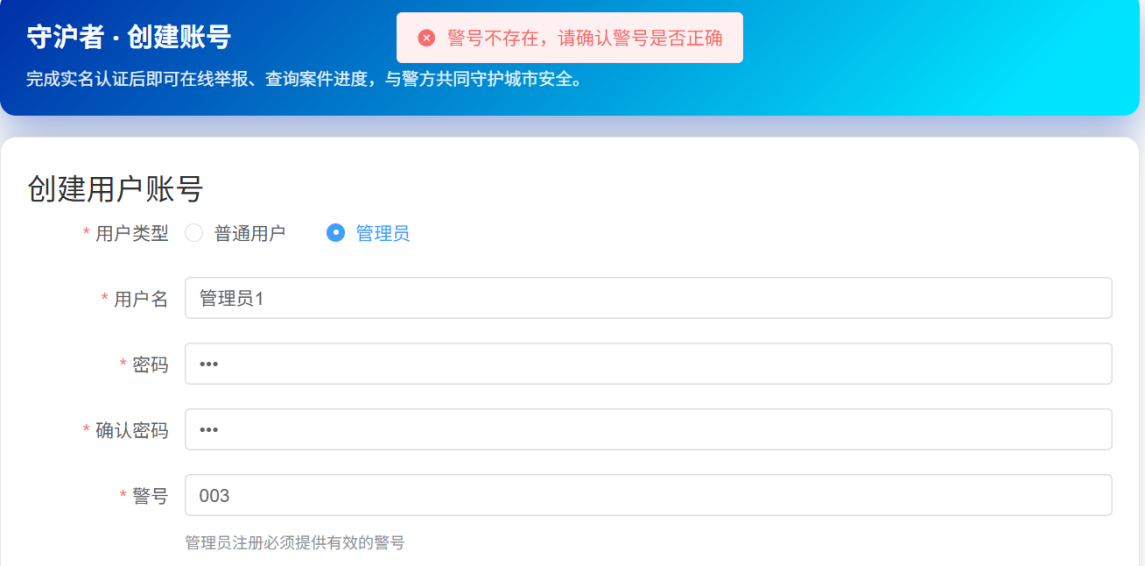 守沪者 · 创建账号
警号不存在，请确认警号是否正确
完成实名认证后即可在线举报、查询案件进度，与警方共同守护城市安全。
创建用户账号
* 用户类型 普通用户 管理员
* 用户名 管理员1
* 密码 •••
* 确认密码 •••
* 警号 003
管理员注册必须提供有效的警号